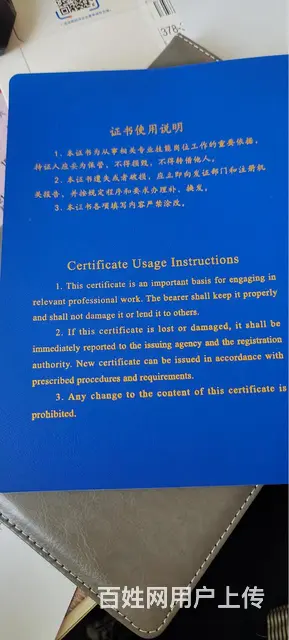 378-
证书使用说明
1、本证书为从事相关专业技能岗位工作的重要依据，
持证人应妥为保管，不得损毁，不得转借他人。
2、本证书遗失或者破损，应立即向发证部门和注册机
关报告，并按规定程序和要求办理补、换发。
3、本证书各项填写内容严禁涂改。
Certificate Usage Instructions
1. This certificate is an important basis for engaging in
relevant professional work. The bearer shall keep it properly
and shall not damage it or lend it to others.
2. If this certificate is lost or damaged, it shall be
immediately reported to the issuing agency and the registration
authority. New certificate can be issued in accordance with
prescribed procedures and requirements.
3. Any change to the content of this certificate is
prohibited.
百姓网用户上传